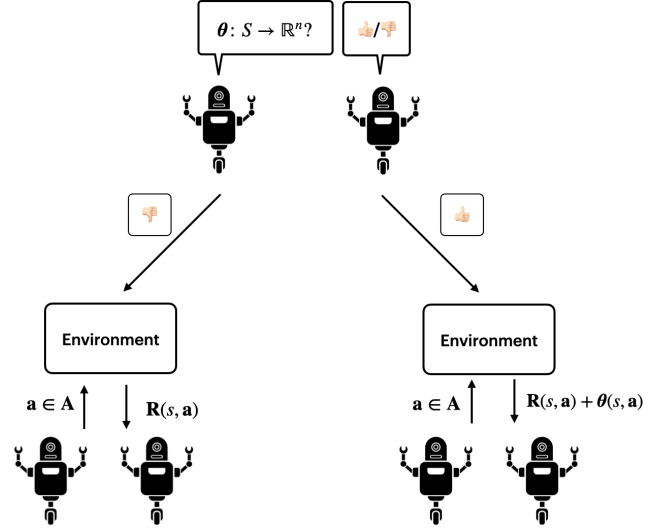 𝜽: S → ℝⁿ?
👍🏻/👎🏻
👎🏻
👍🏻
Environment
Environment
𝐚 ∈ 𝐀
𝐑(s, 𝐚)
𝐚 ∈ 𝐀
𝐑(s, 𝐚) + 𝜽(s, 𝐚)